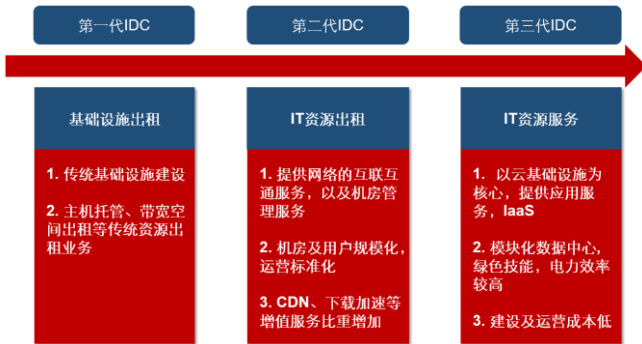 第一代IDC
第二代IDC
第三代IDC
基础设施出租
1. 传统基础设施建设
2. 主机托管、带宽空
间出租等传统资源出
租业务
IT资源出租
1. 提供网络的互联互
通服务，以及机房管
理服务
2. 机房及用户规模化，
运营标准化
3. CDN、下载加速等
增值服务比重增加
IT资源服务
1. 以云基础设施为
核心，提供应用服
务，IaaS
2. 模块化数据中心，
绿色技能，电力效率
较高
3. 建设及运营成本低